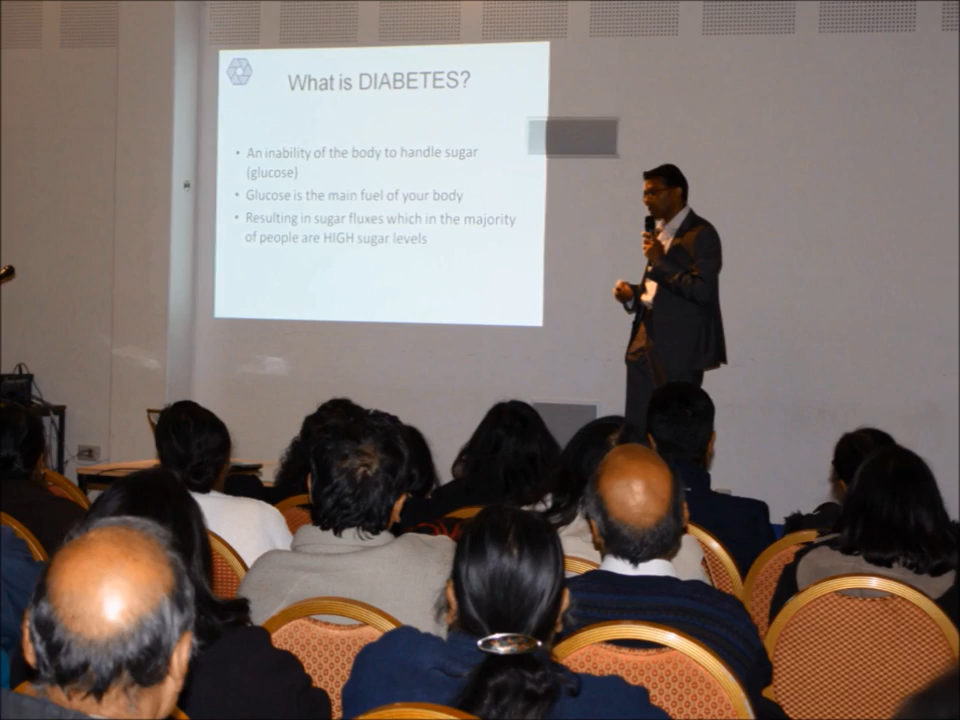 What is DIABETES?
• An inability of the body to handle sugar
(glucose)
• Glucose is the main fuel of your body
• Resulting in sugar fluxes which in the majority
of people are HIGH sugar levels